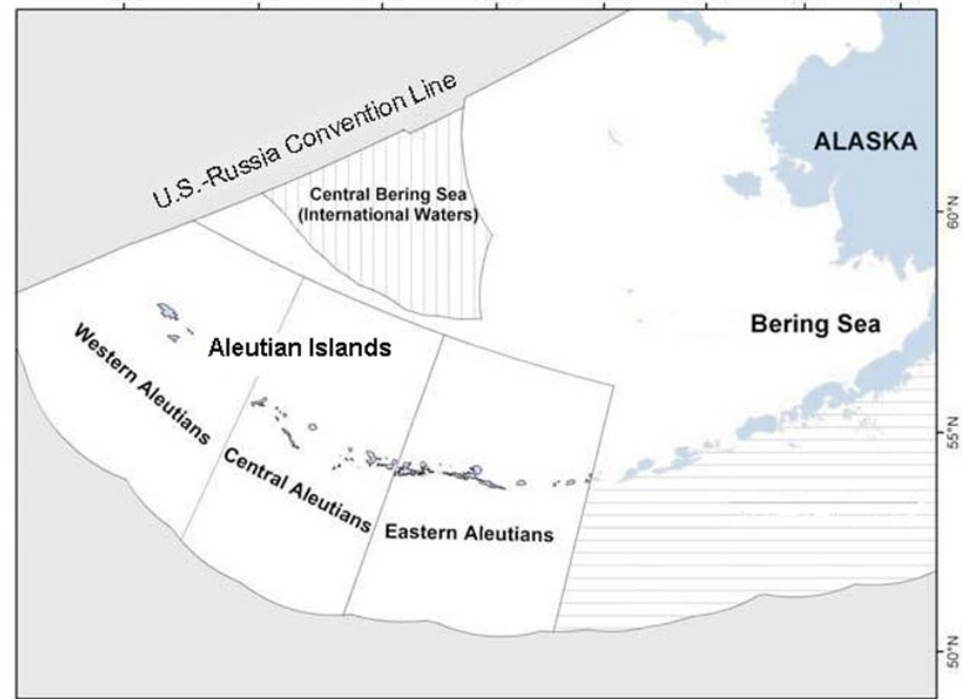 U.S.-Russia Convention Line
ALASKA
Central Bering Sea
(International Waters)
60°N
Bering Sea
Aleutian Islands
Western Aleutians
55°N
Central Aleutians
Eastern Aleutians
50°N